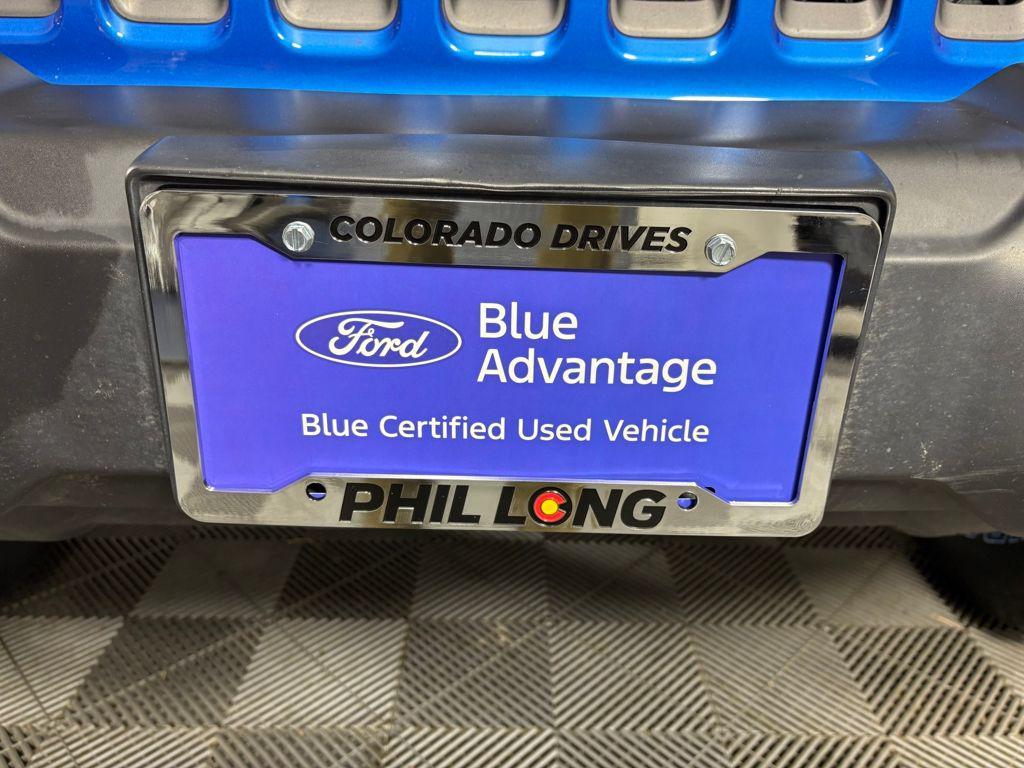 COLORADO DRIVES
Ford
Blue
Advantage
Blue Certified Used Vehicle
PHIL LONG